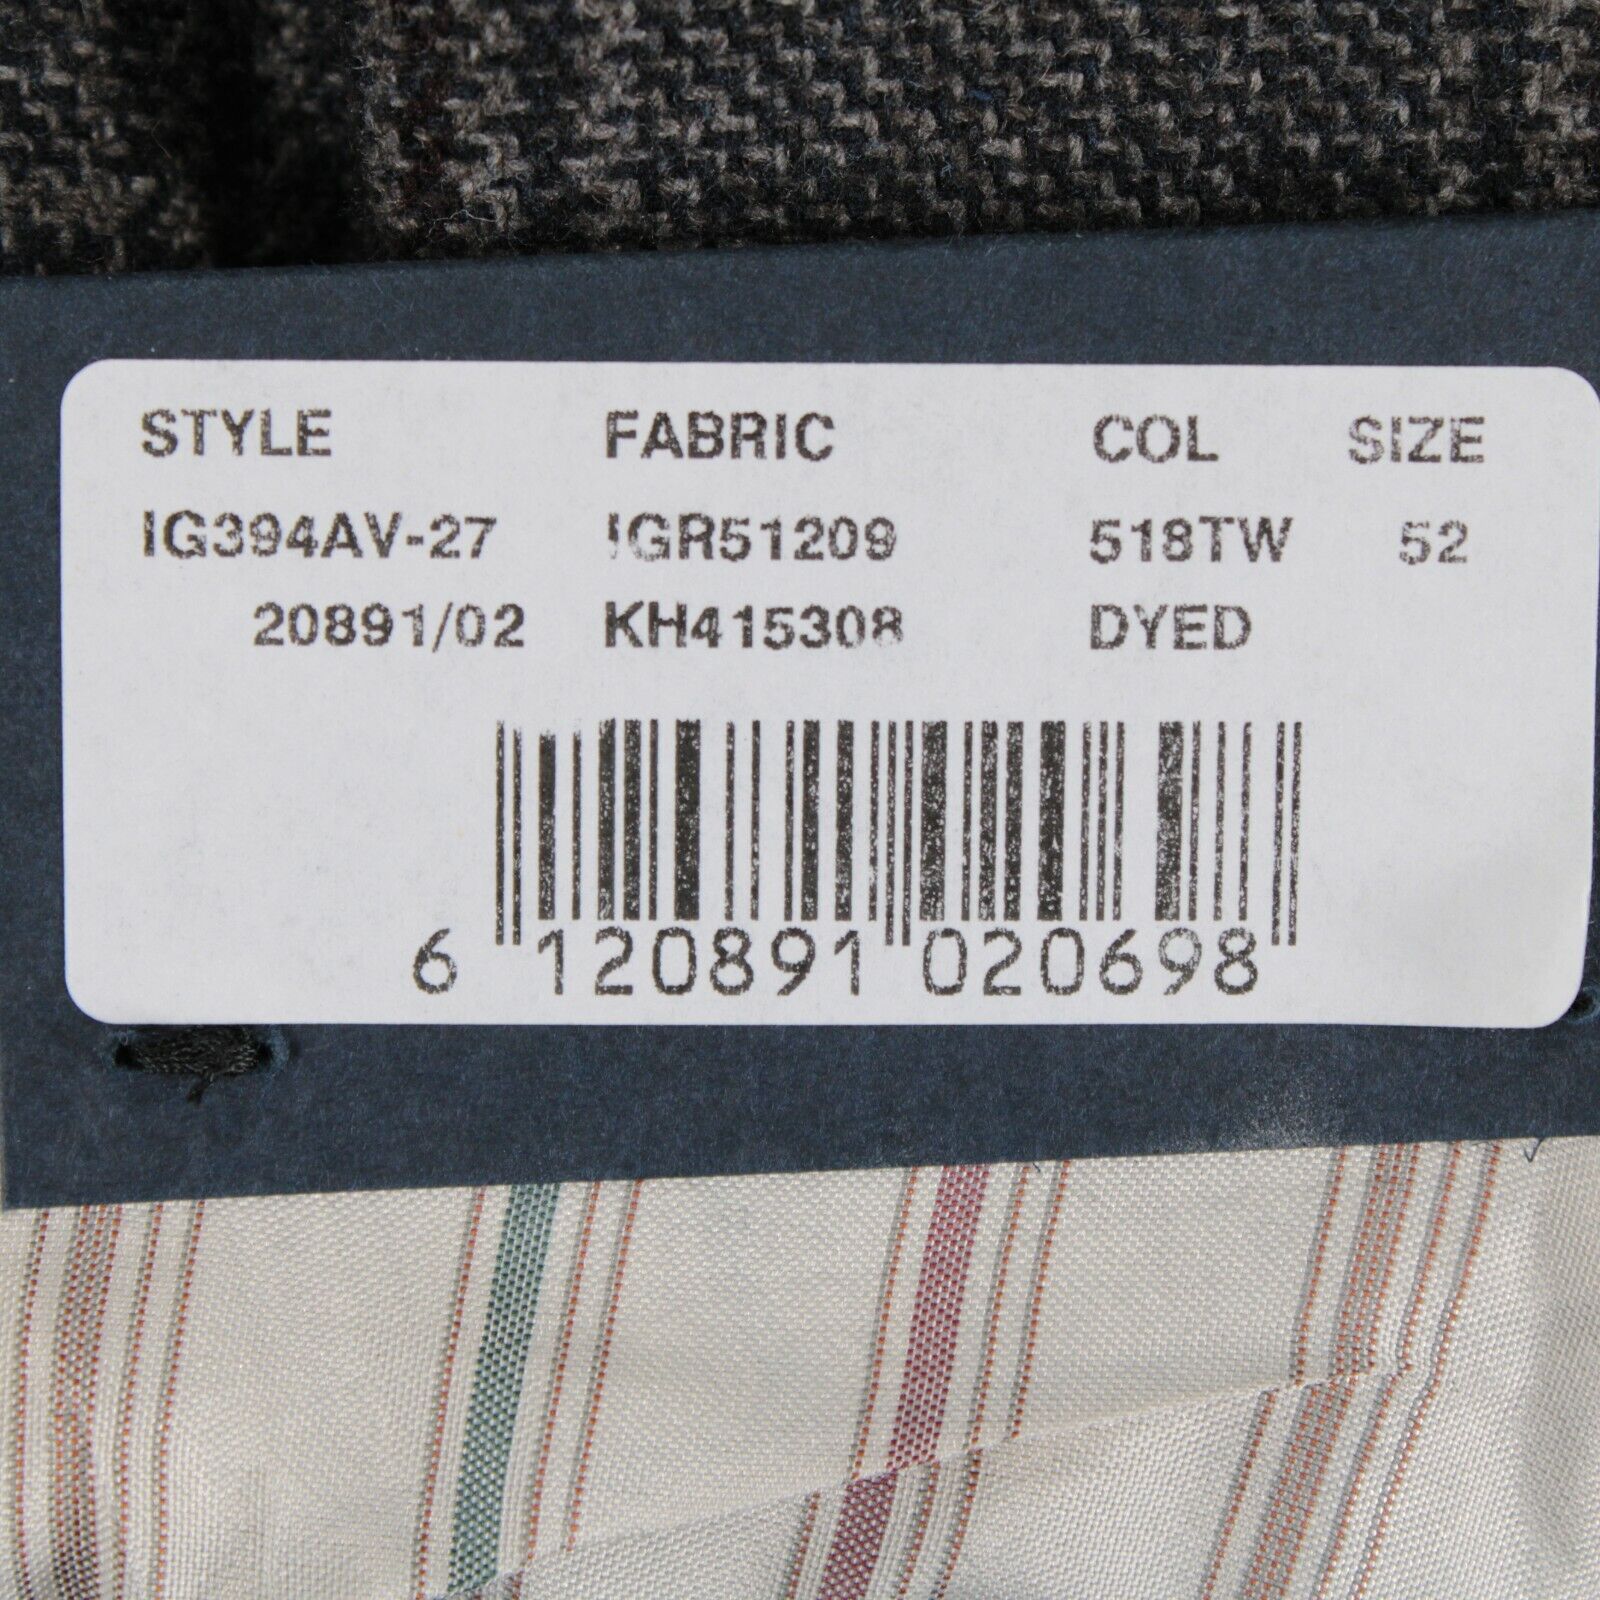 STYLE FABRIC COL SIZE
IG394AV-27 IGR51209 518TW 52
20891/02 KH415308 DYED
6 120891 020698